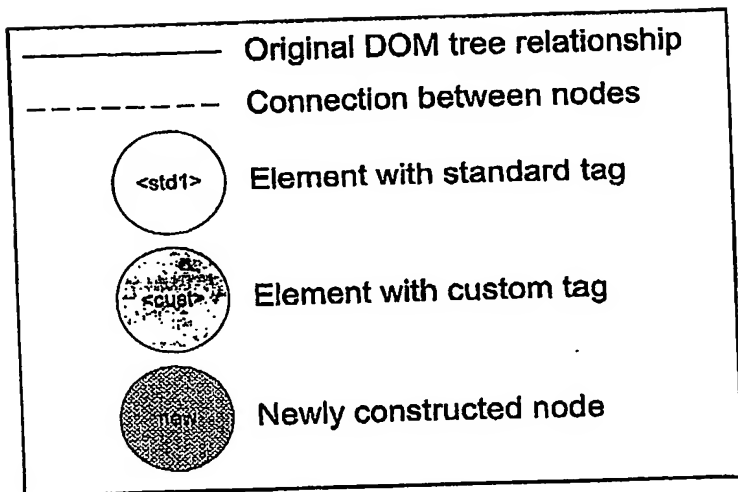 Original DOM tree relationship
Connection between nodes
<std1> Element with standard tag
<cust> Element with custom tag
new Newly constructed node